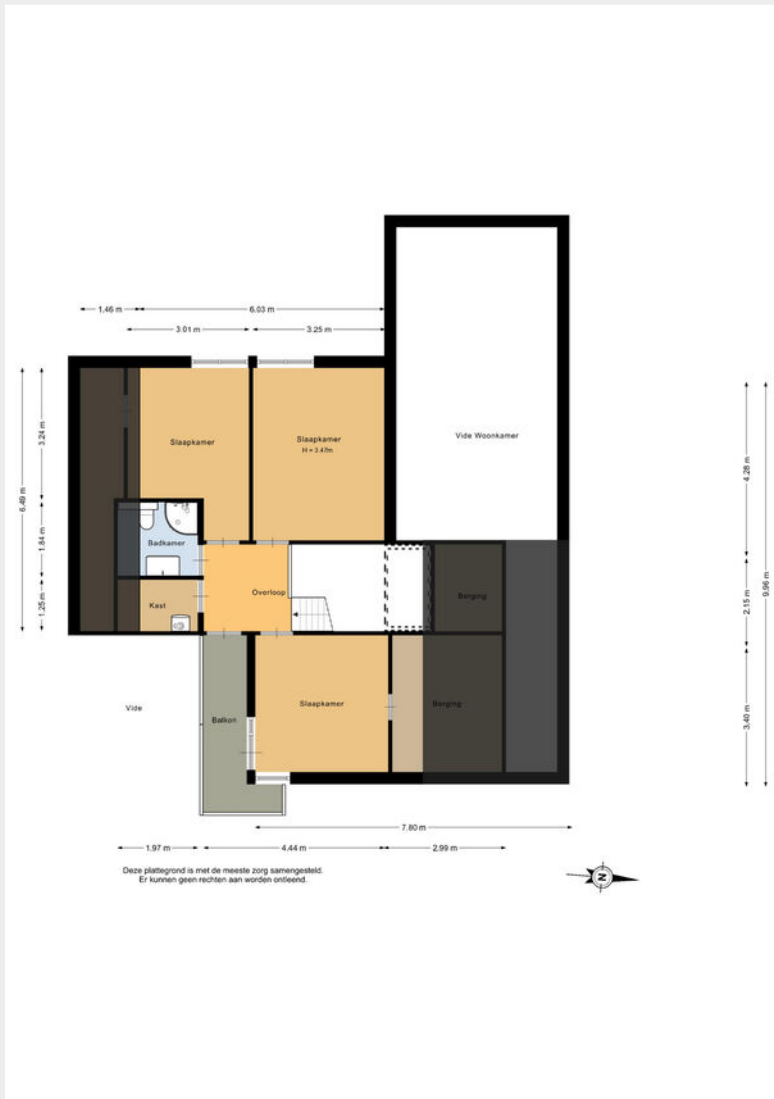 1.46 m
6.03 m
3.01 m
3.25 m
Slaapkamer
Slaapkamer
H = 3.47m
Vide Woonkamer
6.49 m
3.24 m
1.84 m
1.25 m
4.28 m
9.96 m
2.15 m
3.40 m
Badkamer
Kast
Overloop
Berging
Vide
Balkon
Slaapkamer
Berging
7.80 m
1.97 m
4.44 m
2.99 m
Deze plattegrond is met de meeste zorg samengesteld.
Er kunnen geen rechten aan worden ontleend.
N